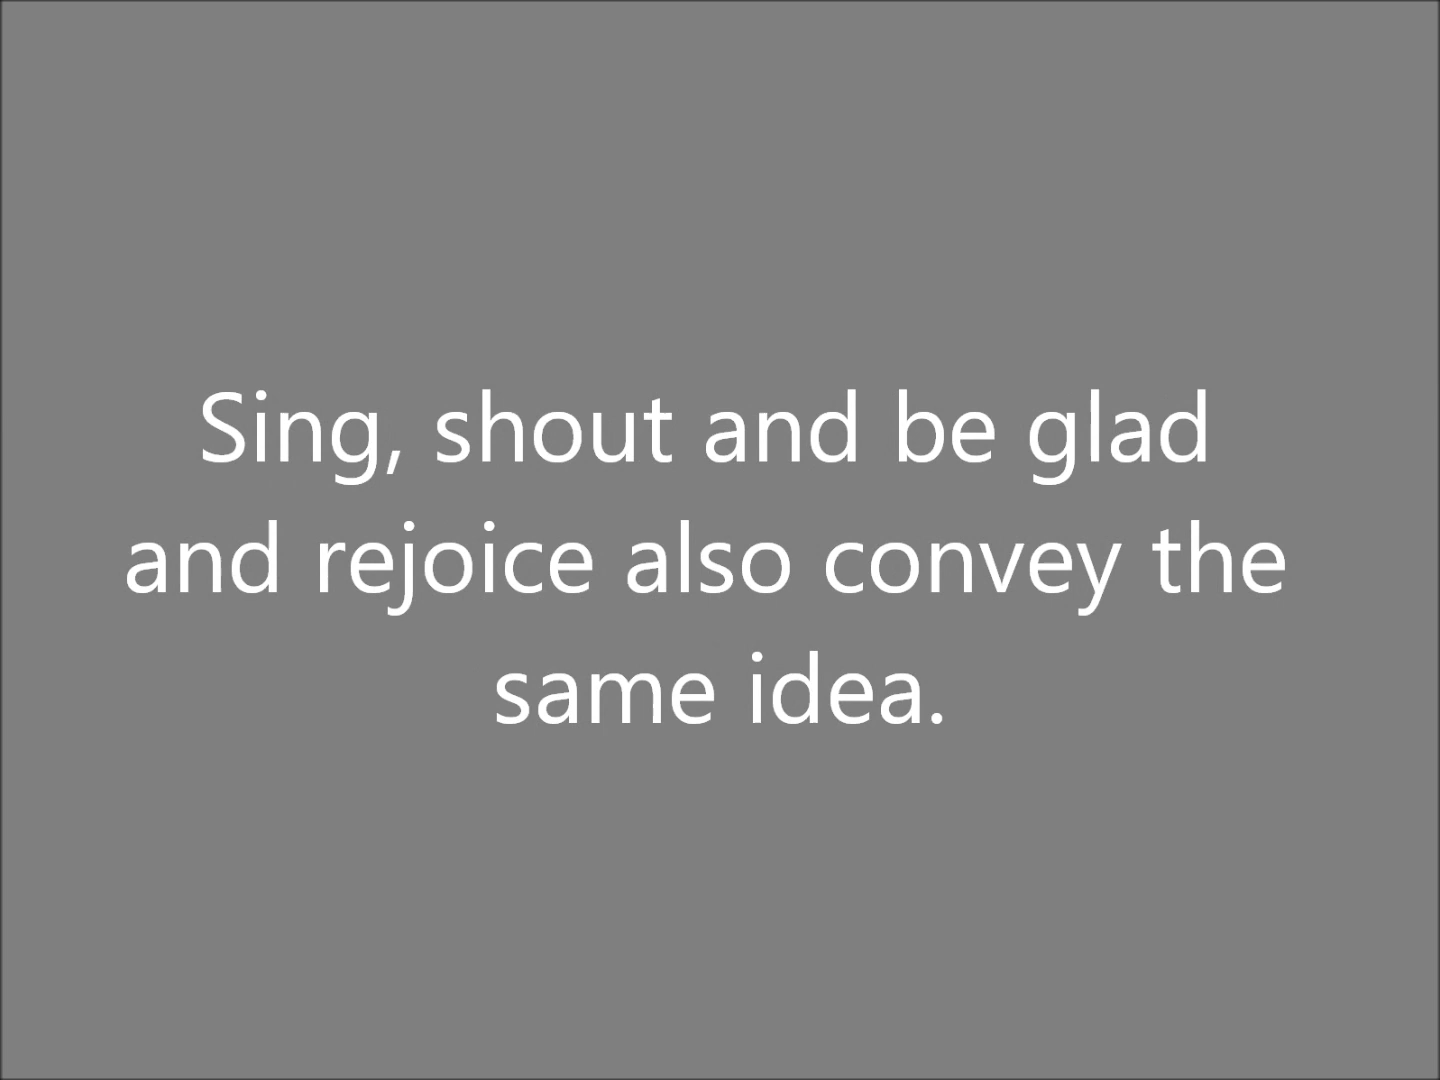 Sing, shout and be glad
and rejoice also convey the
same idea.